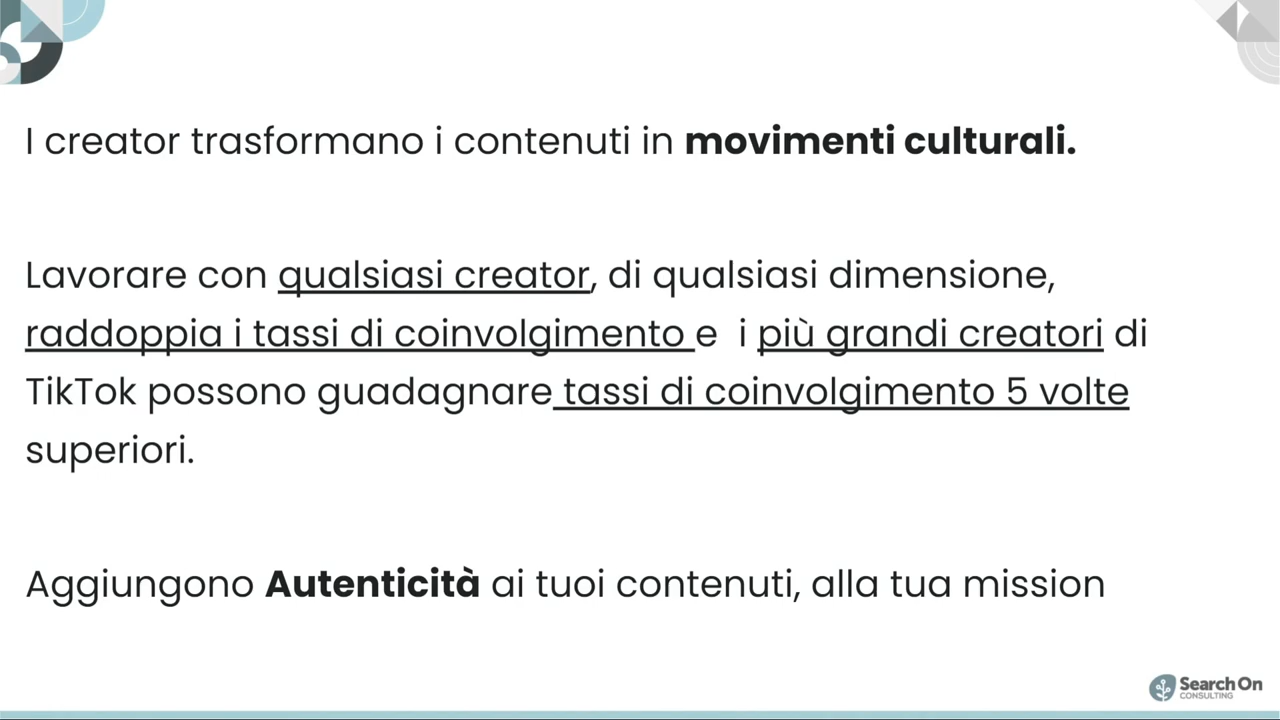 I creator trasformano i contenuti in movimenti culturali.
Lavorare con qualsiasi creator, di qualsiasi dimensione,
raddoppia i tassi di coinvolgimento e  i più grandi creatori di
TikTok possono guadagnare tassi di coinvolgimento 5 volte
superiori.
Aggiungono Autenticità ai tuoi contenuti, alla tua mission
Search On
CONSULTING